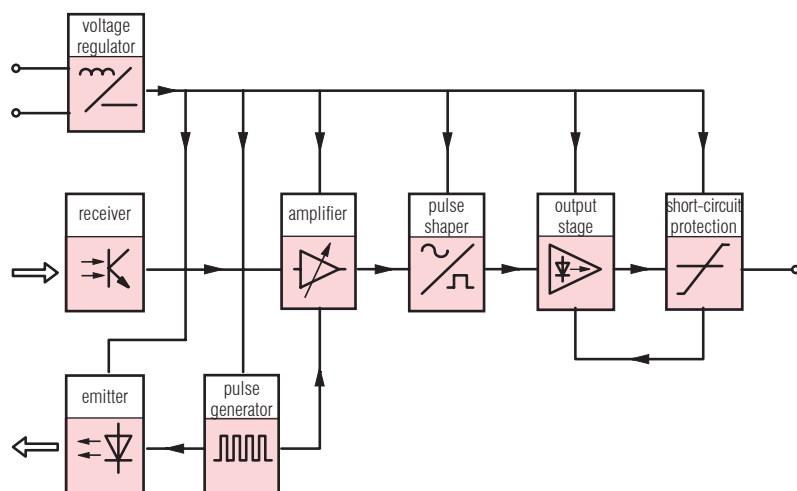 voltage
regulator
receiver
amplifier
pulse
shaper
output
stage
short-circuit
protection
emitter
pulse
generator